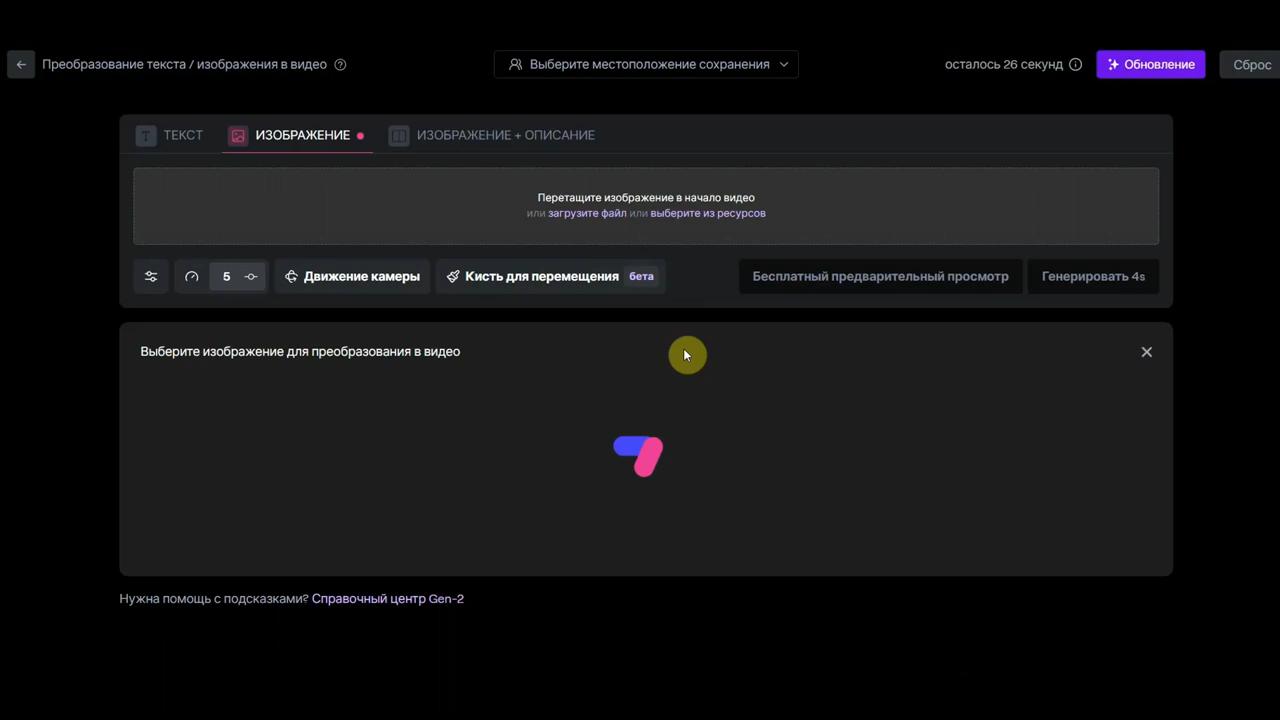 Преобразование текста / изображения в видео
Выберите местоположение сохранения
осталось 26 секунд
Обновление
Сброс
ТЕКСТ
ИЗОБРАЖЕНИЕ
ИЗОБРАЖЕНИЕ + ОПИСАНИЕ
Перетащите изображение в начало видео
или загрузите файл или выберите из ресурсов
5
Движение камеры
Кисть для перемещения бета
Бесплатный предварительный просмотр
Генерировать 4s
Выберите изображение для преобразования в видео
Нужна помощь с подсказками? Справочный центр Gen-2